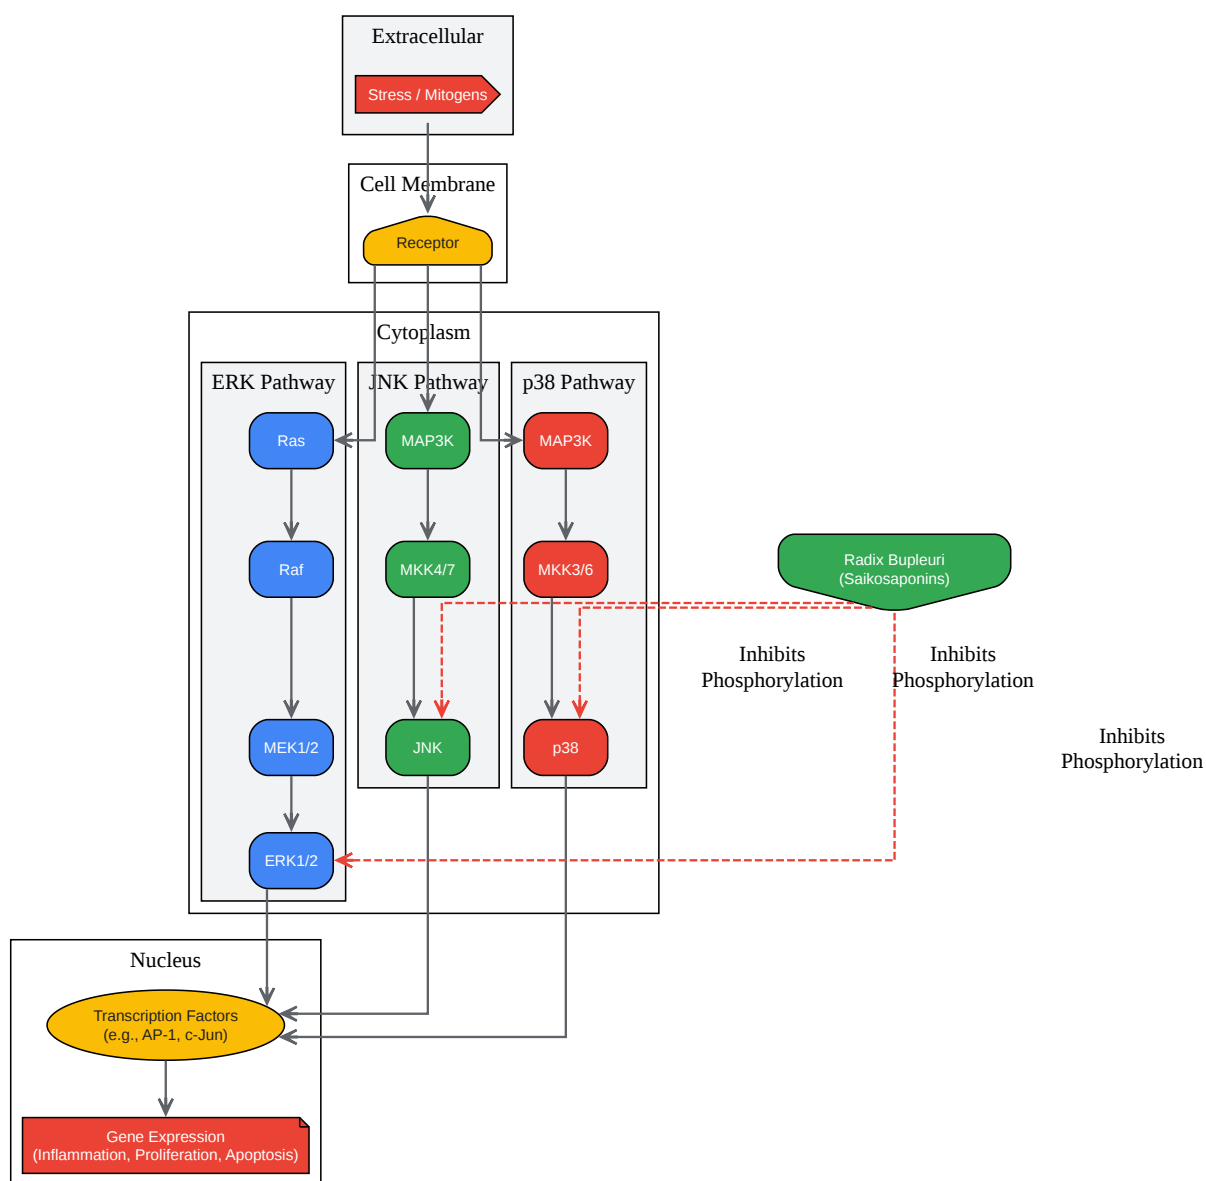 Extracellular
Stress / Mitogens
Cell Membrane
Receptor
Cytoplasm
ERK Pathway
JNK Pathway
p38 Pathway
Ras
MAP3K
MAP3K
Raf
MKK4/7
MKK3/6
Radix Bupleuri
(Saikosaponins)
Inhibits
Phosphorylation
Inhibits
Phosphorylation
Inhibits
Phosphorylation
MEK1/2
JNK
p38
ERK1/2
Nucleus
Transcription Factors
(e.g., AP-1, c-Jun)
Gene Expression
(Inflammation, Proliferation, Apoptosis)